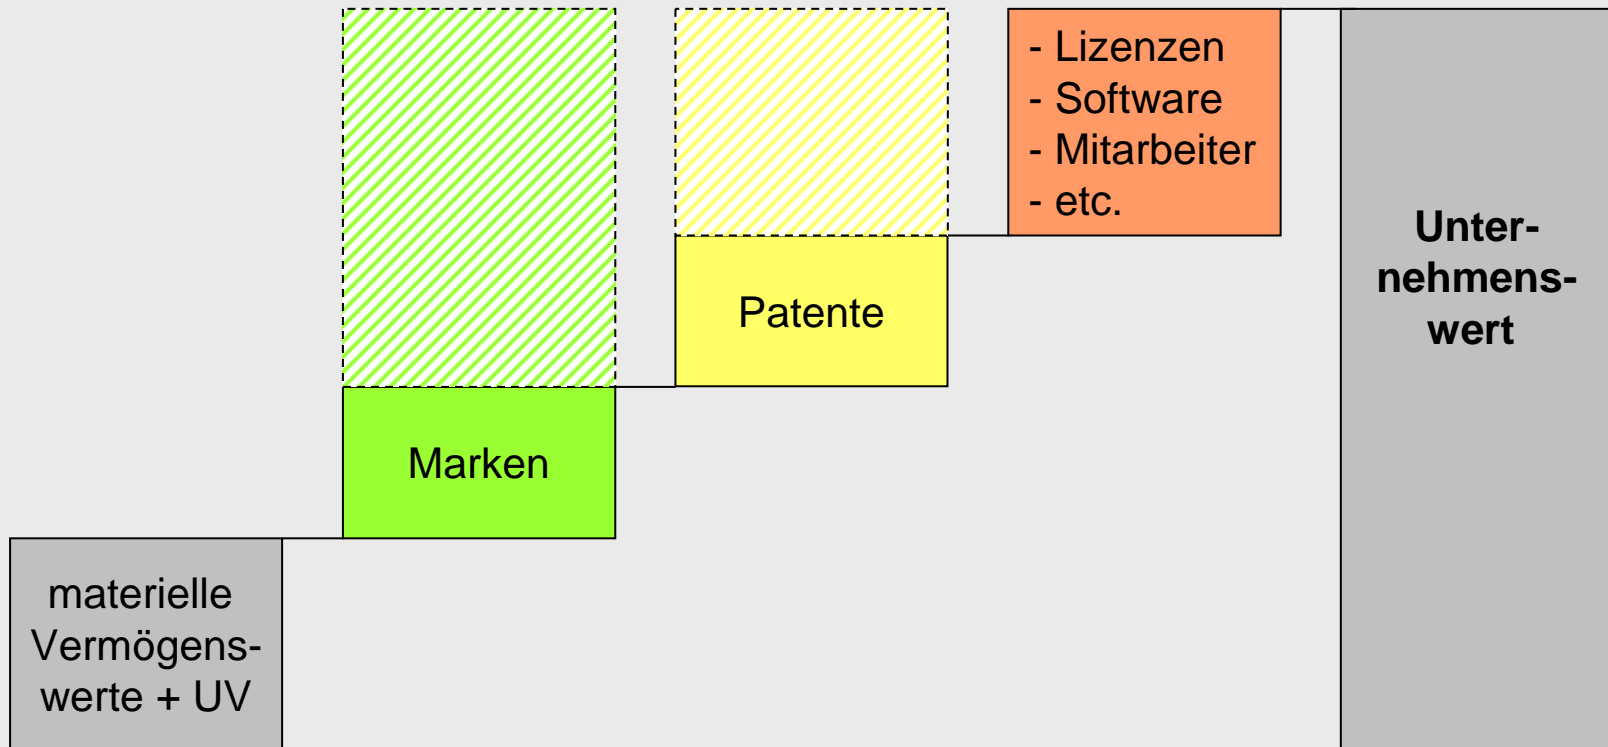 - Lizenzen
- Software
- Mitarbeiter
- etc.
Unter-
nehmens-
wert
Patente
Marken
materielle
Vermögens-
werte + UV